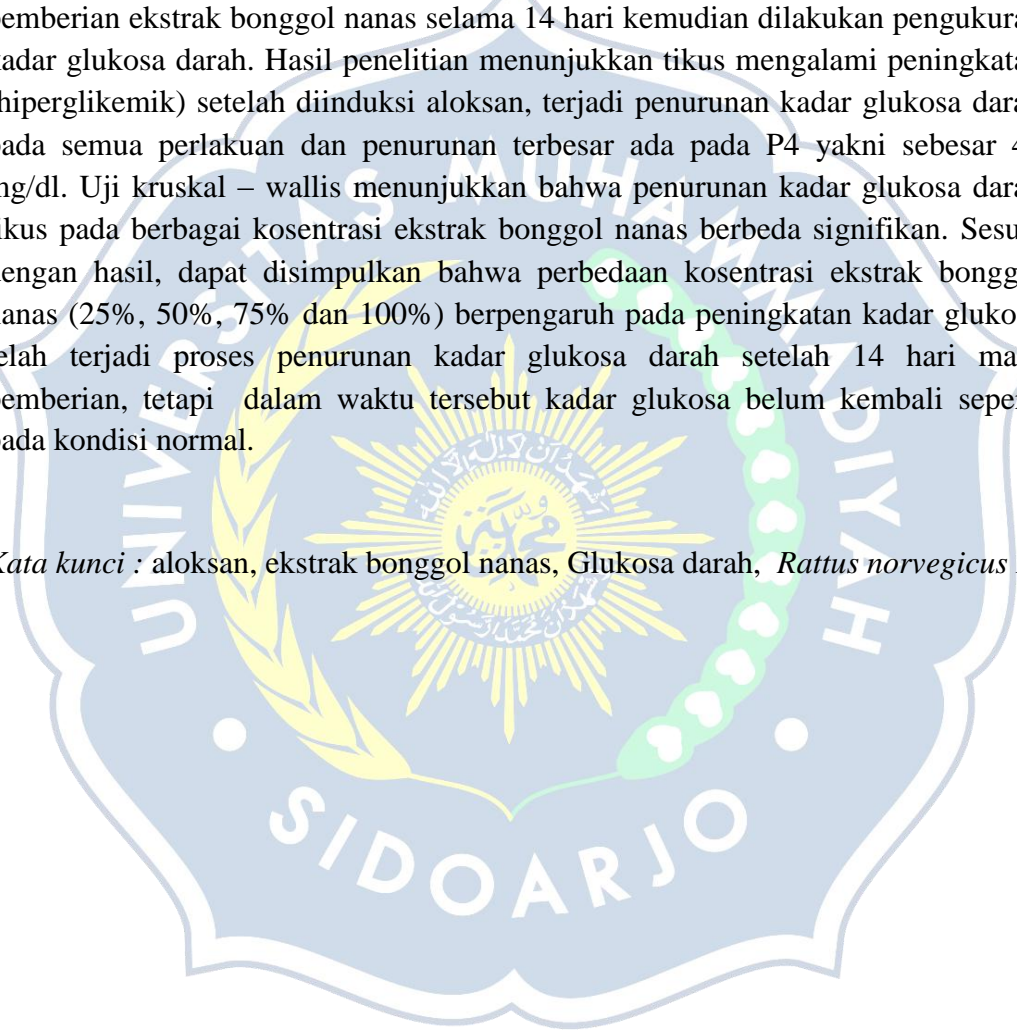 pemberian ekstrak bonggol nanas selama 14 hari kemudian dilakukan pengukura
kadar glukosa darah. Hasil penelitian menunjukkan tikus mengalami peningkata
(hiperglikemik) setelah diinduksi aloksan, terjadi penurunan kadar glukosa dara
pada semua perlakuan dan penurunan terbesar ada pada P4 yakni sebesar 4
mg/dl. Uji kruskal – wallis menunjukkan bahwa penurunan kadar glukosa dara
tikus pada berbagai kosentrasi ekstrak bonggol nanas berbeda signifikan. Sesu
dengan hasil, dapat disimpulkan bahwa perbedaan kosentrasi ekstrak bongg
nanas (25%, 50%, 75% dan 100%) berpengaruh pada peningkatan kadar gluko
telah terjadi proses penurunan kadar glukosa darah setelah 14 hari ma
pemberian, tetapi dalam waktu tersebut kadar glukosa belum kembali seper
pada kondisi normal.
Kata kunci : aloksan, ekstrak bonggol nanas, Glukosa darah, Rattus norvegicus
UNIVERSITAS MUHAMMADIYAH
SIDOARJO